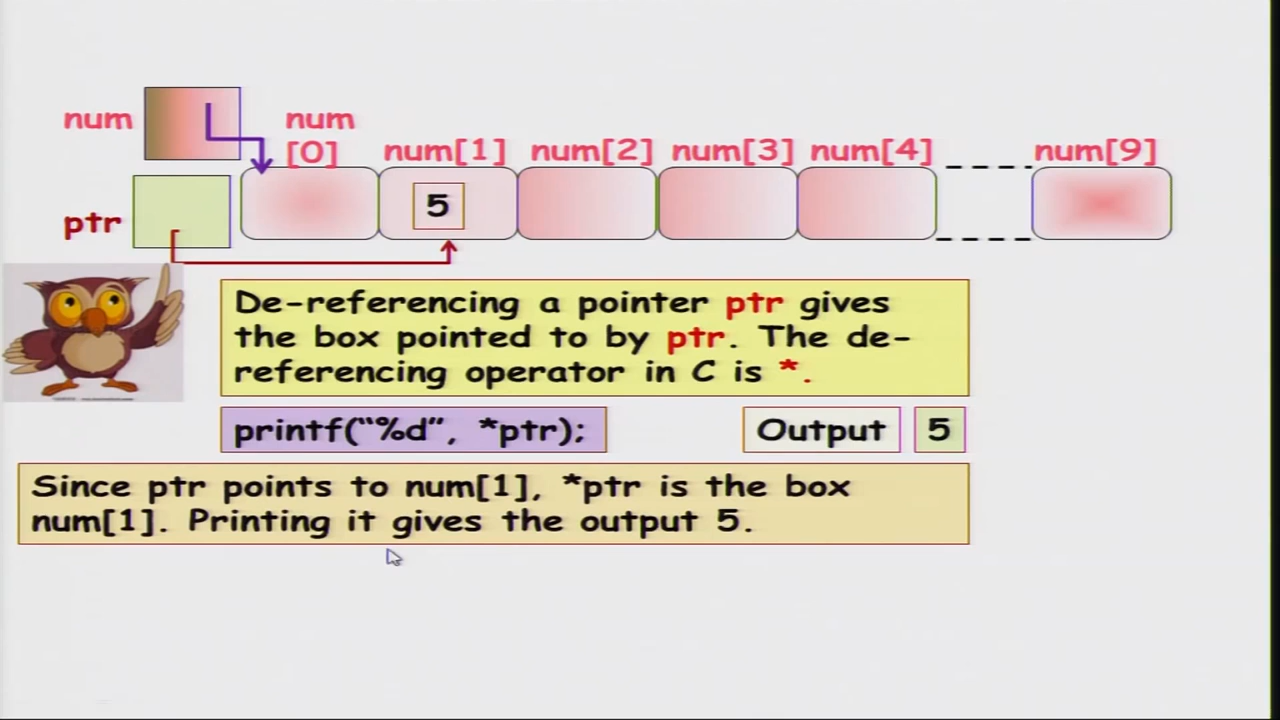 num
num
[0]
num[1]
num[2]
num[3]
num[4]
num[9]
ptr
5
De-referencing a pointer ptr gives
the box pointed to by ptr. The de-
referencing operator in C is *.
printf(“%d”, *ptr);
Output
5
Since ptr points to num[1], *ptr is the box
num[1]. Printing it gives the output 5.